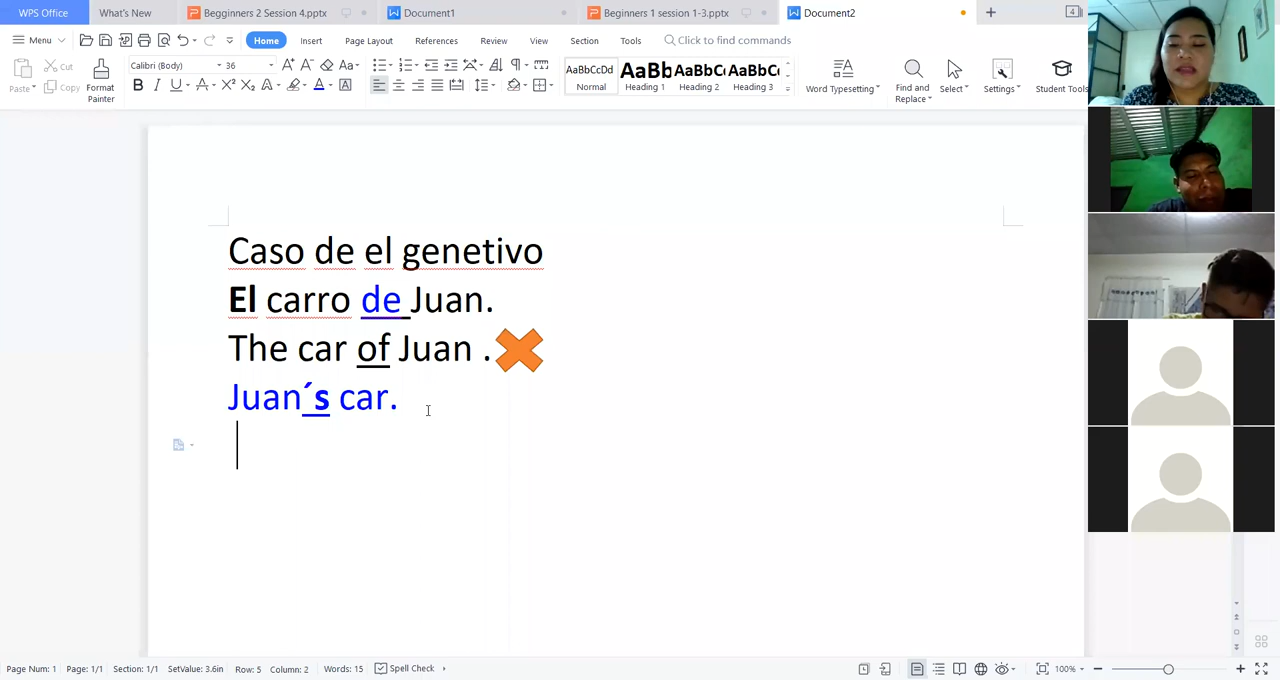 WPS Office What's New Begginners 2 Session 4.pptx Document1 Beginners 1 session 1-3.pptx Document2 + 4
Menu Home Insert Page Layout References Review View Section Tools Click to find commands
Paste Cut Copy Format Painter Calibri (Body) 36 AaBbCcDd Normal AaBb Heading 1 AaBbC Heading 2 AaBbC Heading 3 Word Typesetting Find and Replace Select Settings Student Tools
Caso de el genetivo
El carro de Juan.
The car of Juan .
Juan´s car.
Page Num: 1 Page: 1/1 Section: 1/1 SetValue: 3.6in Row: 5 Column: 2 Words: 15 Spell Check 100%